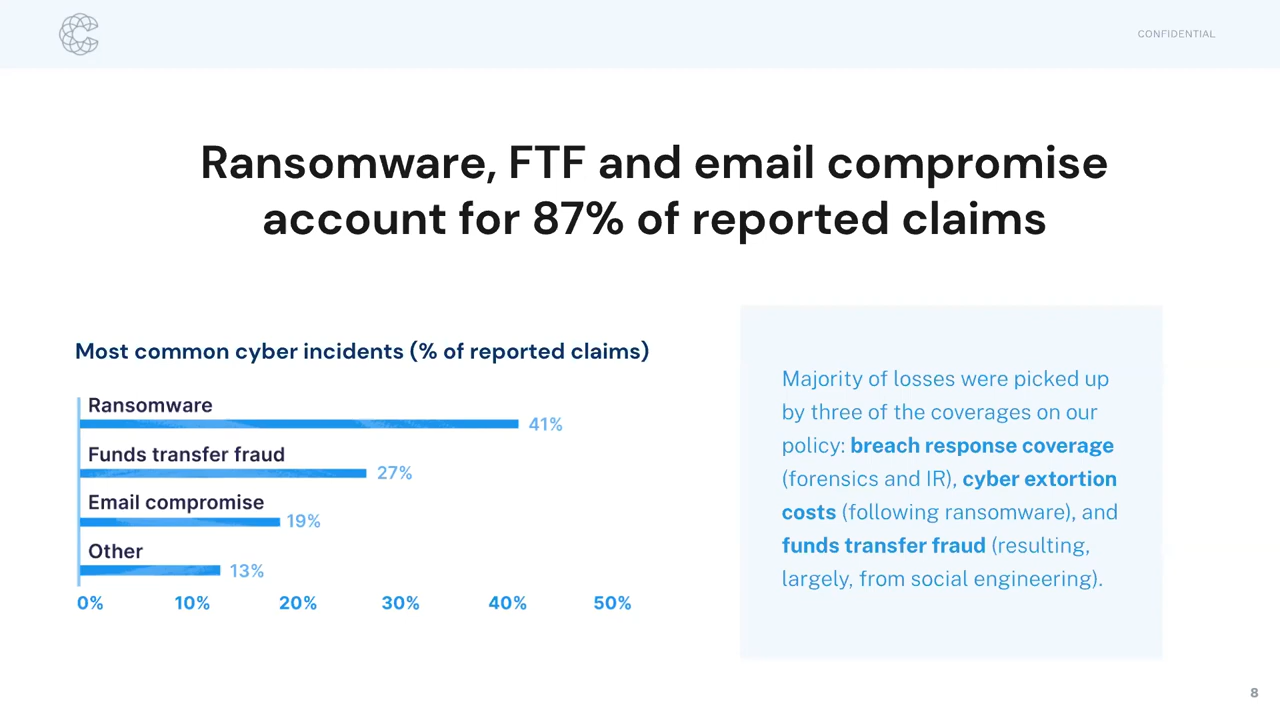 CONFIDENTIAL
Ransomware, FTF and email compromise
account for 87% of reported claims
Most common cyber incidents (% of reported claims)
Ransomware
41%
Funds transfer fraud
27%
Email compromise
19%
Other
13%
0% 10% 20% 30% 40% 50%
Majority of losses were picked up
by three of the coverages on our
policy: breach response coverage
(forensics and IR), cyber extortion
costs (following ransomware), and
funds transfer fraud (resulting,
largely, from social engineering).
8